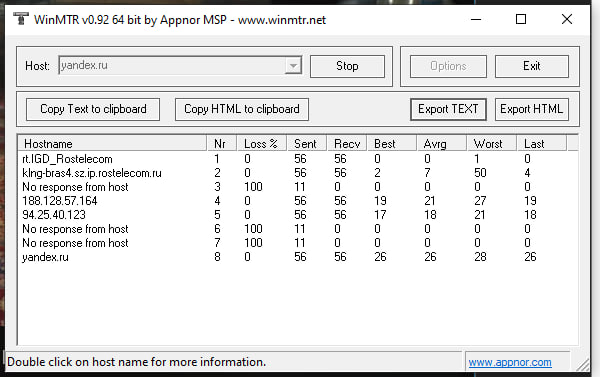 WinMTR v0.92 64 bit by Appnor MSP - www.winmtr.net
Host: yandex.ru Stop Options Exit
Copy Text to clipboard Copy HTML to clipboard Export TEXT Export HTML
Hostname Nr Loss % Sent Recv Best Avrg Worst Last
rt.IGD_Rostelecom 1 0 56 56 0 0 1 0
klng-bras4.sz.ip.rostelecom.ru 2 0 56 56 2 7 50 4
No response from host 3 100 11 0 0 0 0 0
188.128.57.164 4 0 56 56 19 21 27 19
94.25.40.123 5 0 56 56 17 18 21 18
No response from host 6 100 11 0 0 0 0 0
No response from host 7 100 11 0 0 0 0 0
yandex.ru 8 0 56 56 26 26 28 26
Double click on host name for more information. www.appnor.com